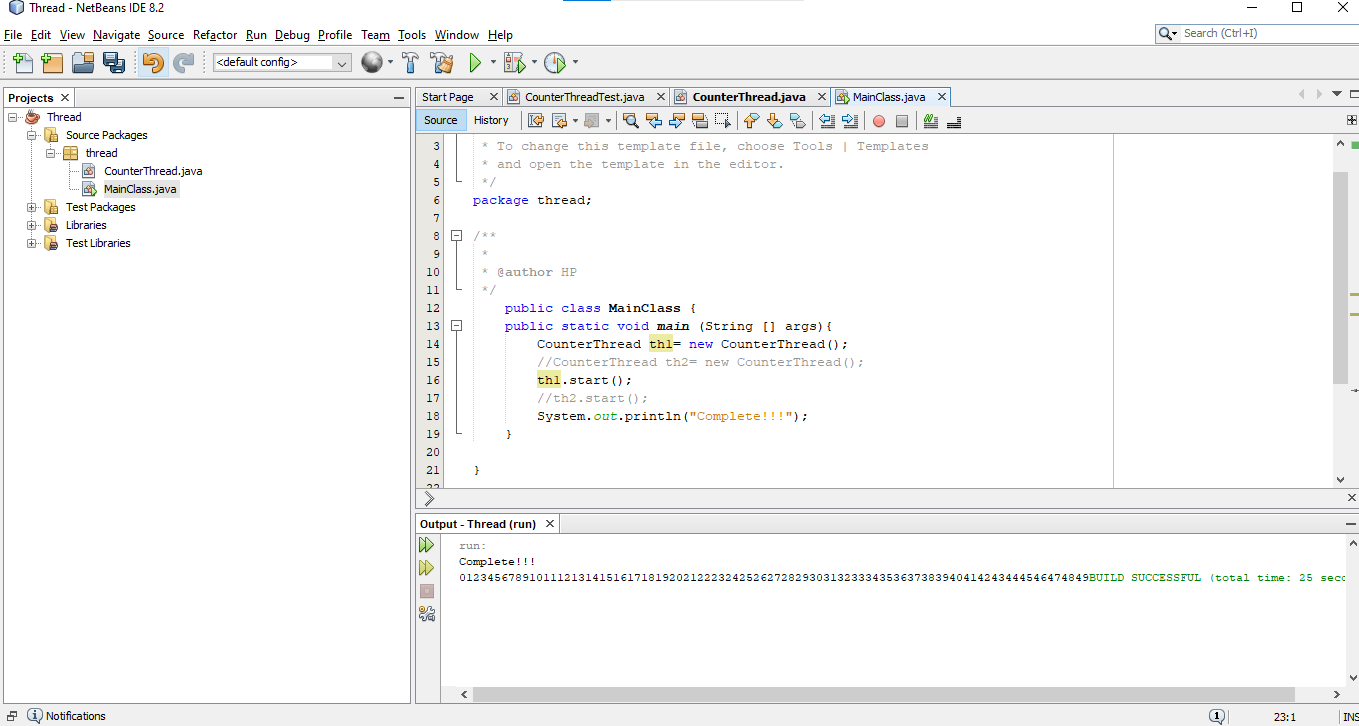 Thread - NetBeans IDE 8.2
File Edit View Navigate Source Refactor Run Debug Profile Team Tools Window Help
Search (Ctrl+I)
<default config>
Projects
Thread
Source Packages
thread
CounterThread.java
MainClass.java
Test Packages
Libraries
Test Libraries
Start Page CounterThreadTest.java CounterThread.java MainClass.java
Source History
3 * To change this template file, choose Tools | Templates
4 * and open the template in the editor.
5 */
6 package thread;
7
8 /**
9 *
10 * @author HP
11 */
12 public class MainClass {
13 public static void main (String [] args){
14 CounterThread th1= new CounterThread();
15 //CounterThread th2= new CounterThread();
16 th1.start();
17 //th2.start();
18 System.out.println("Complete!!!");
19 }
20
21 }
22
Output - Thread (run)
run:
Complete!!!
012345678910111213141516171819202122232425262728293031323334353637383940414243444546474849BUILD SUCCESSFUL (total time: 25 seco
Notifications
1
23:1
INS